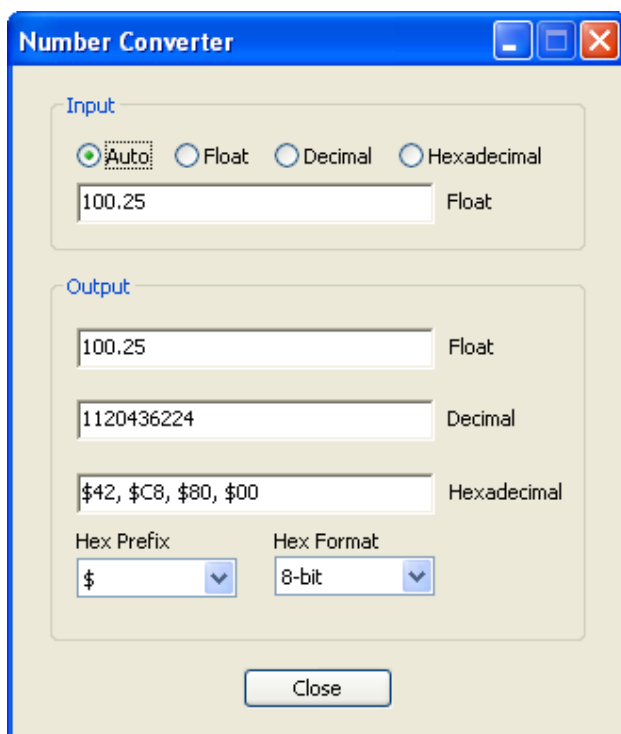 Number Converter
Input
Auto Float Decimal Hexadecimal
100.25 Float
Output
100.25 Float
1120436224 Decimal
$42, $C8, $80, $00 Hexadecimal
Hex Prefix Hex Format
$ 8-bit
Close